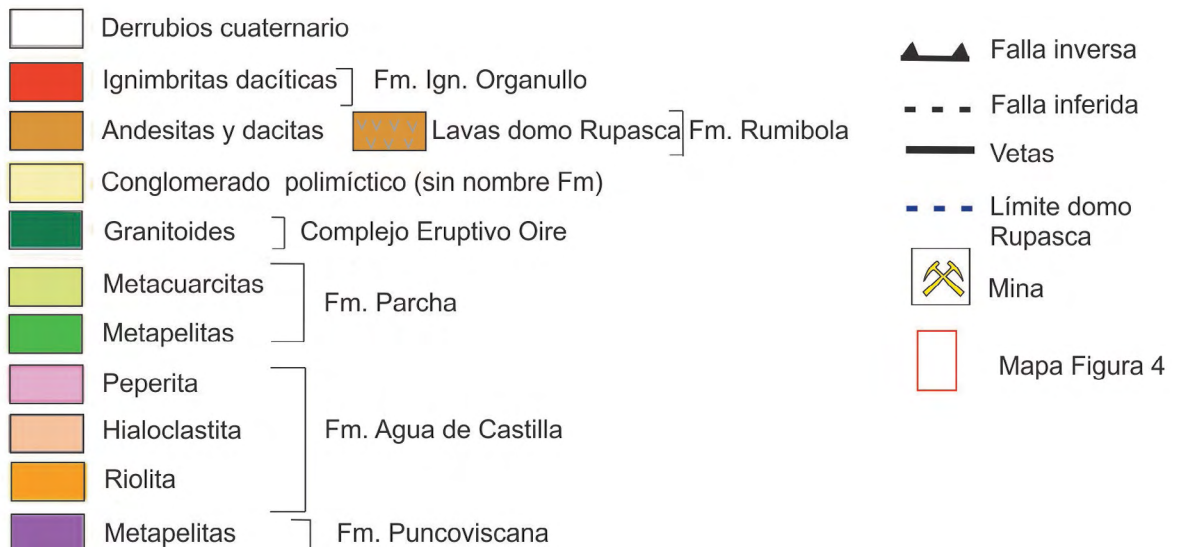 Derrubios cuaternario
Ignimbritas dacíticas Fm. Ign. Organullo
Andesitas y dacitas Lavas domo Rupasca Fm. Rumibola
Conglomerado polimíctico (sin nombre Fm)
Granitoides Complejo Eruptivo Oire
Metacuarcitas
Fm. Parcha
Metapelitas
Peperita
Hialoclastita Fm. Agua de Castilla
Riolita
Metapelitas Fm. Puncoviscana
Falla inversa
Falla inferida
Vetas
Límite domo
Rupasca
Mina
Mapa Figura 4